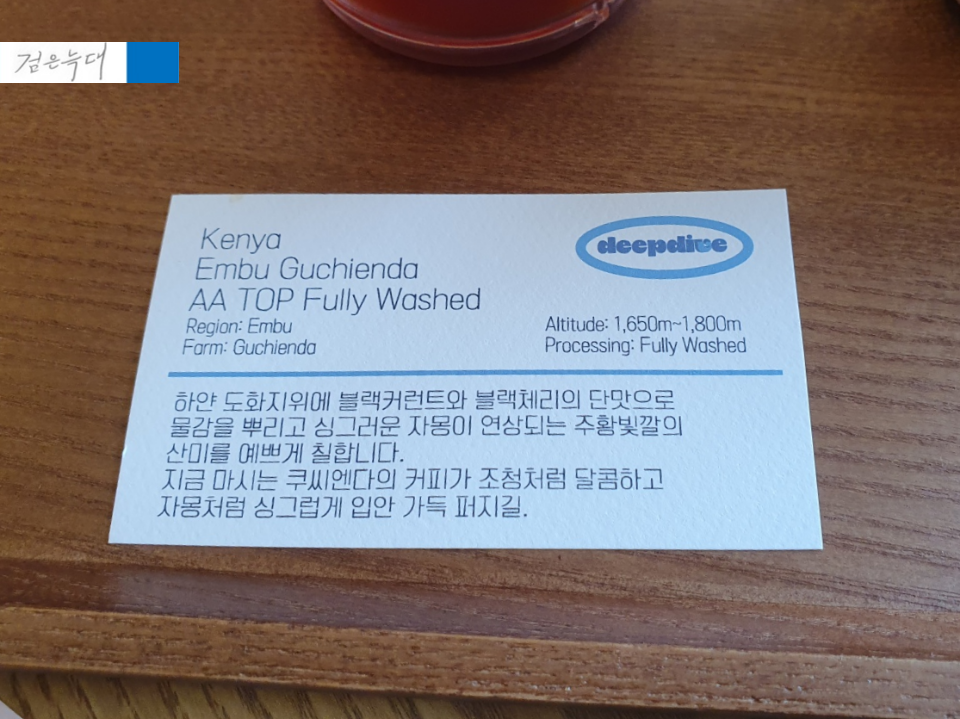 검은늑대
Kenya
Embu Guchienda
AA TOP Fully Washed
Region: Embu
Farm: Guchienda
deepdive
Altitude: 1,650m~1,800m
Processing: Fully Washed
하얀 도화지위에 블랙커런트와 블랙체리의 단맛으로
물감을 뿌리고 싱그러운 자몽이 연상되는 주황빛깔의
산미를 예쁘게 칠합니다.
지금 마시는 쿠씨엔다의 커피가 조청처럼 달콤하고
자몽처럼 싱그럽게 입안 가득 퍼지길.